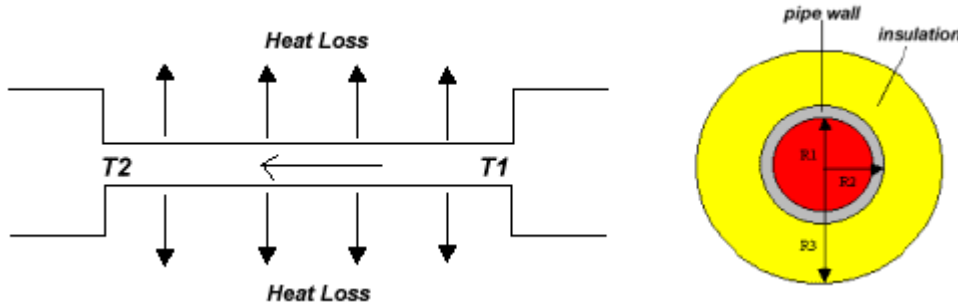 Heat Loss
T2
T1
Heat Loss
pipe wall
insulation
R1
R2
R3